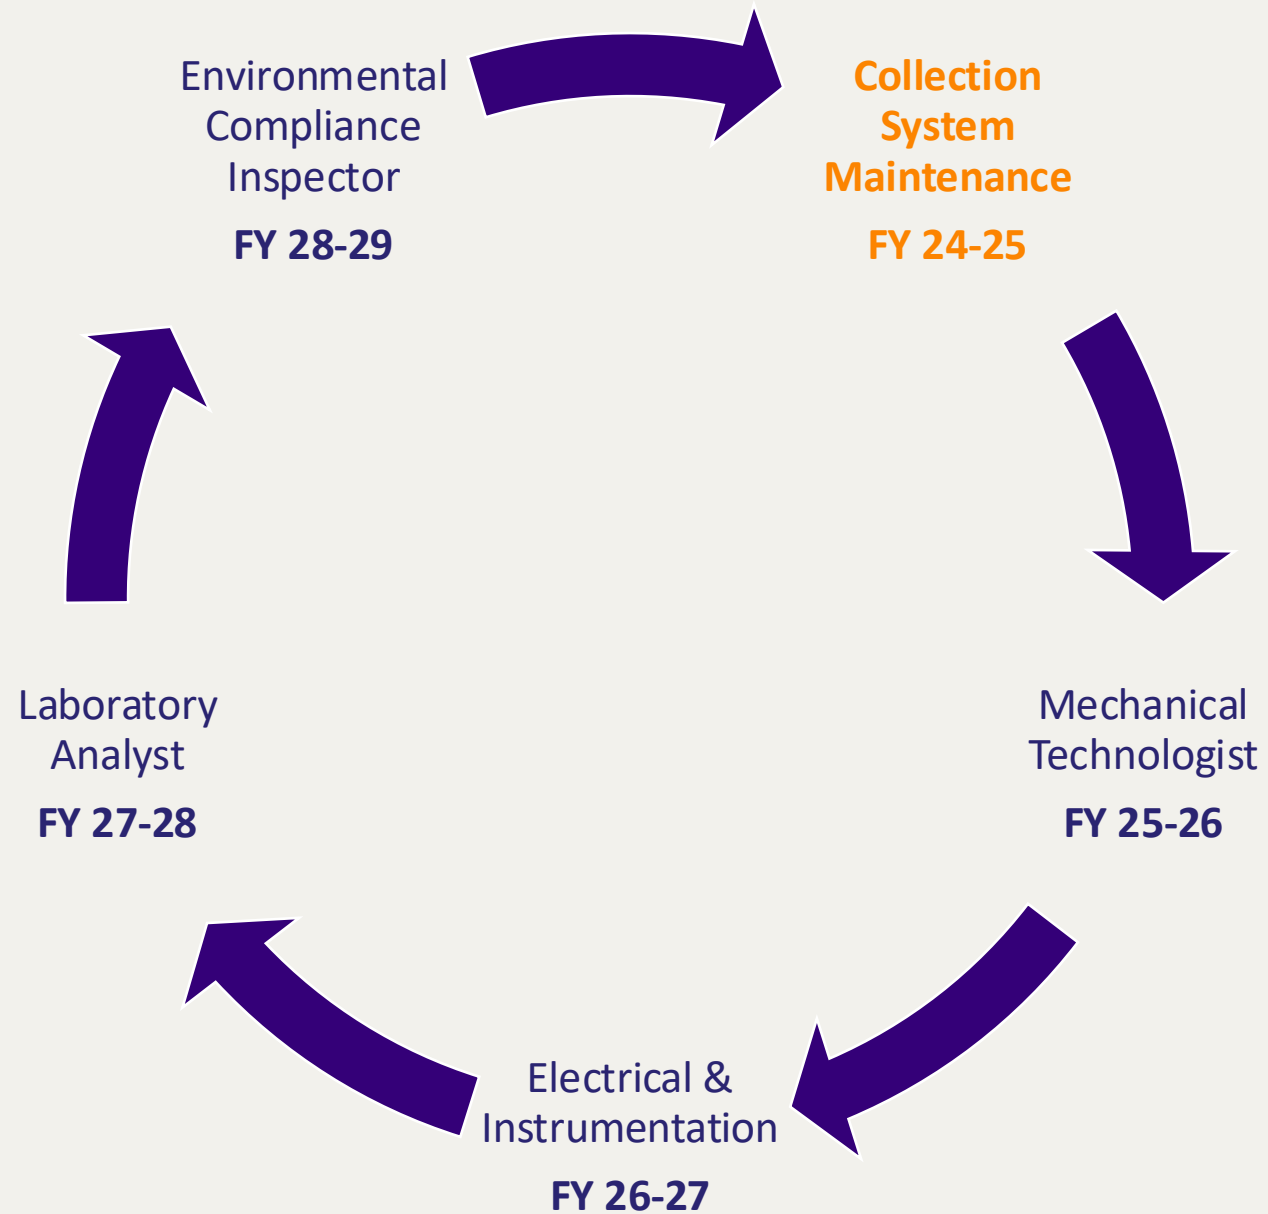 Environmental
Compliance
Inspector
FY 28-29
Collection
System
Maintenance
FY 24-25
Mechanical
Technologist
FY 25-26
Electrical &
Instrumentation
FY 26-27
Laboratory
Analyst
FY 27-28